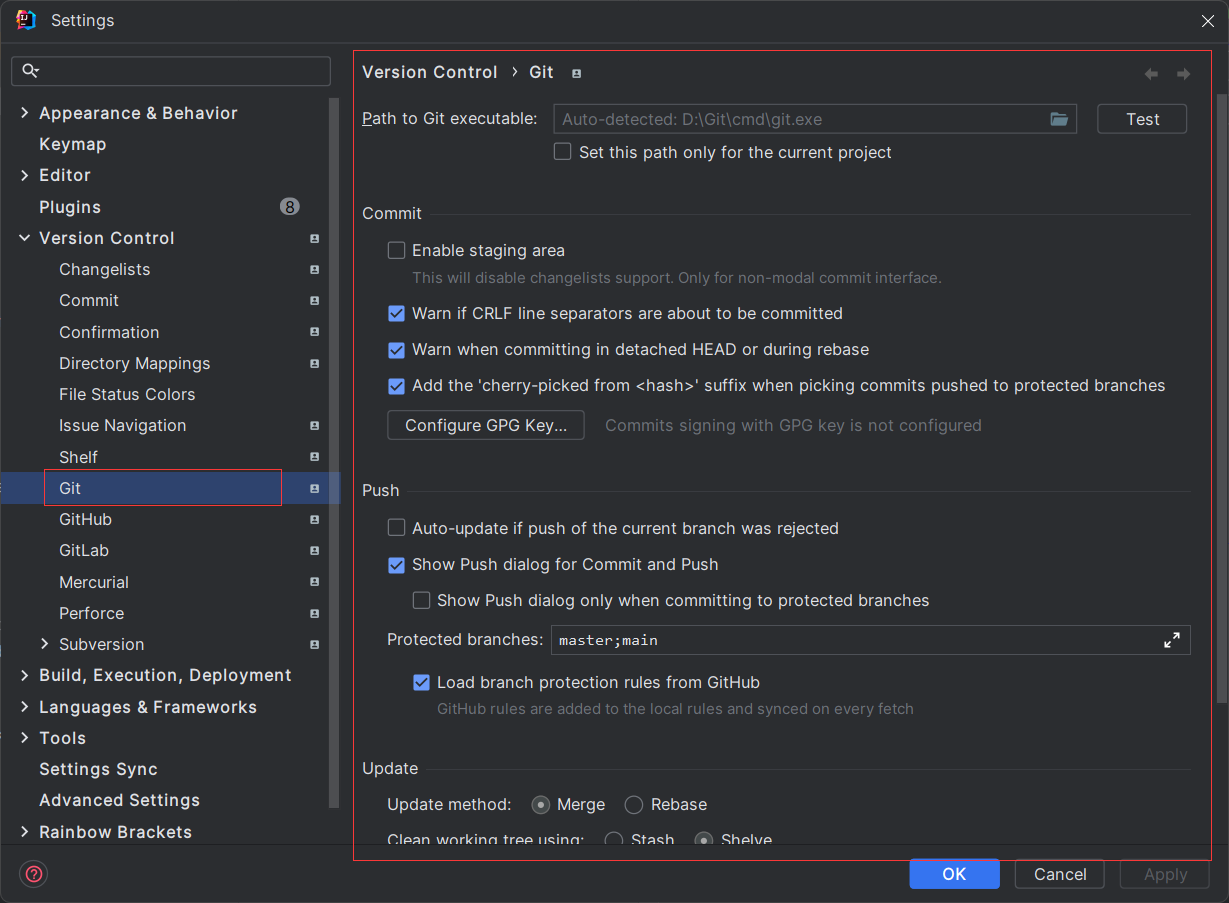 Settings
Appearance & Behavior
Keymap
Editor
Plugins 8
Version Control
Changelists
Commit
Confirmation
Directory Mappings
File Status Colors
Issue Navigation
Shelf
Git
GitHub
GitLab
Mercurial
Perforce
Subversion
Build, Execution, Deployment
Languages & Frameworks
Tools
Settings Sync
Advanced Settings
Rainbow Brackets
Version Control › Git
Path to Git executable: Auto-detected: D:\Git\cmd\git.exe Test
Set this path only for the current project
Commit
Enable staging area
This will disable changelists support. Only for non-modal commit interface.
Warn if CRLF line separators are about to be committed
Warn when committing in detached HEAD or during rebase
Add the 'cherry-picked from <hash>' suffix when picking commits pushed to protected branches
Configure GPG Key... Commits signing with GPG key is not configured
Push
Auto-update if push of the current branch was rejected
Show Push dialog for Commit and Push
Show Push dialog only when committing to protected branches
Protected branches: master;main
Load branch protection rules from GitHub
GitHub rules are added to the local rules and synced on every fetch
Update
Update method: Merge Rebase
Clean working tree using: Stash Shelve
? OK Cancel Apply